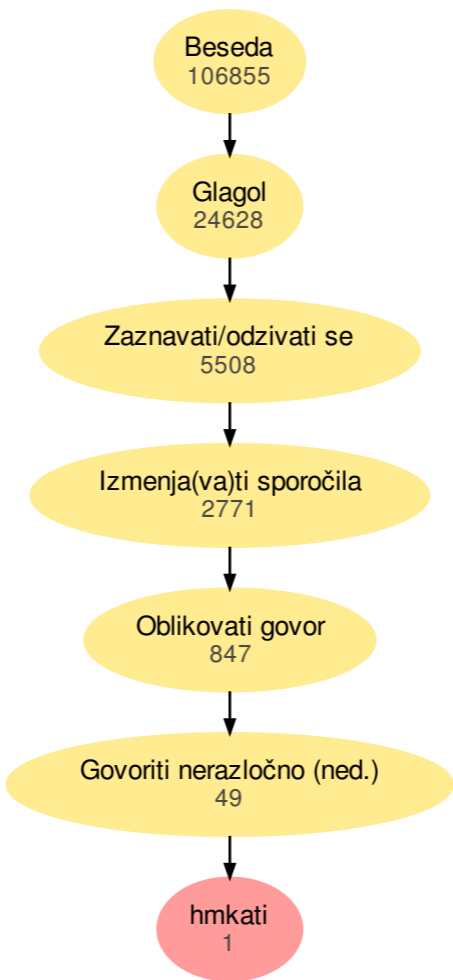 Beseda
106855
Glagol
24628
Zaznavati/odzivati se
5508
Izmenja(va)ti sporočila
2771
Oblikovati govor
847
Govoriti nerazločno (ned.)
49
hmkati
1